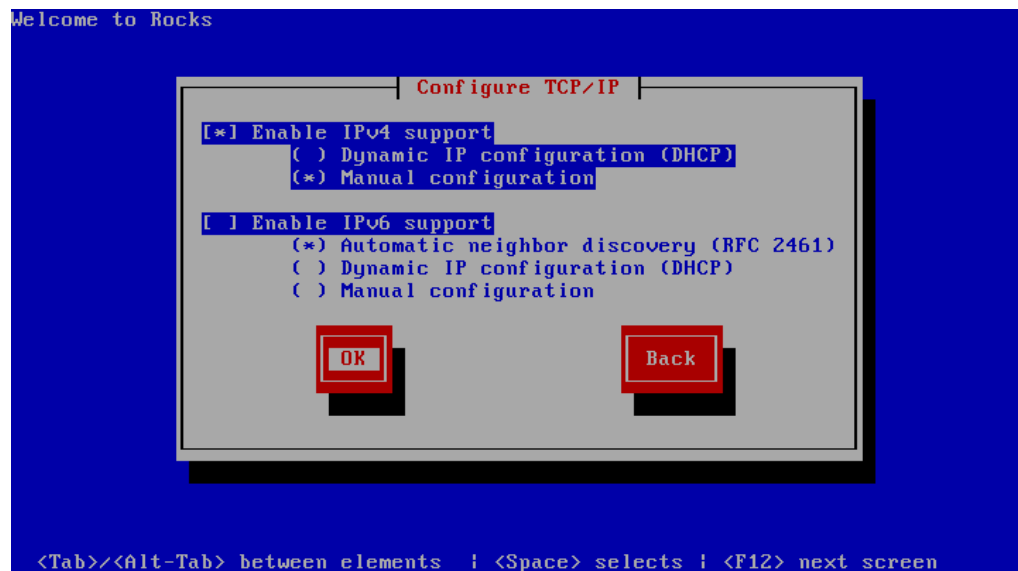 Welcome to Rocks
Configure TCP/IP
[*] Enable IPv4 support
( ) Dynamic IP configuration (DHCP)
(*) Manual configuration
[ ] Enable IPv6 support
(*) Automatic neighbor discovery (RFC 2461)
( ) Dynamic IP configuration (DHCP)
( ) Manual configuration
OK Back
<Tab>/<Alt-Tab> between elements | <Space> selects | <F12> next screen